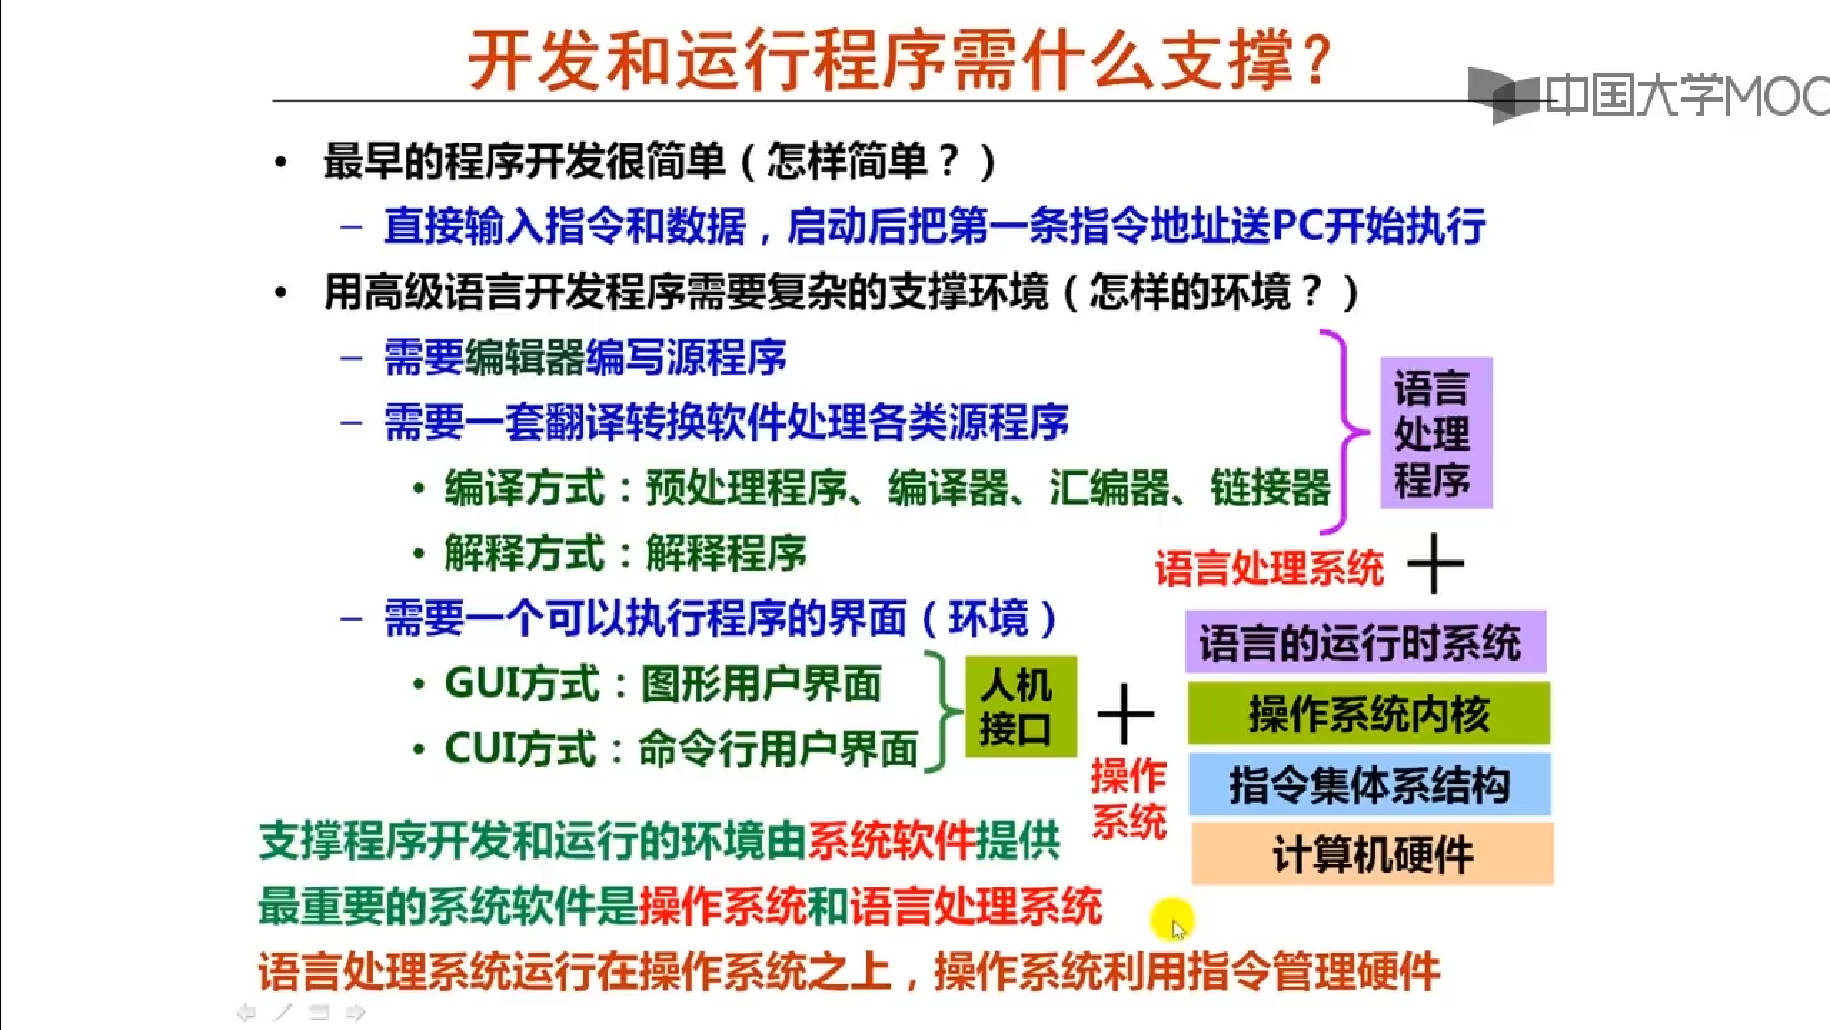 开发和运行程序需什么支撑？
中国大学MOO
• 最早的程序开发很简单（怎样简单？）
– 直接输入指令和数据，启动后把第一条指令地址送PC开始执行
• 用高级语言开发程序需要复杂的支撑环境（怎样的环境？）
– 需要编辑器编写源程序
– 需要一套翻译转换软件处理各类源程序
• 编译方式：预处理程序、编译器、汇编器、链接器
• 解释方式：解释程序
语言
处理
程序
语言处理系统 +
– 需要一个可以执行程序的界面（环境）
• GUI方式：图形用户界面
• CUI方式：命令行用户界面
人机
接口
+
操作
系统
语言的运行时系统
操作系统内核
指令集体系结构
计算机硬件
支撑程序开发和运行的环境由系统软件提供
最重要的系统软件是操作系统和语言处理系统
语言处理系统运行在操作系统之上，操作系统利用指令管理硬件